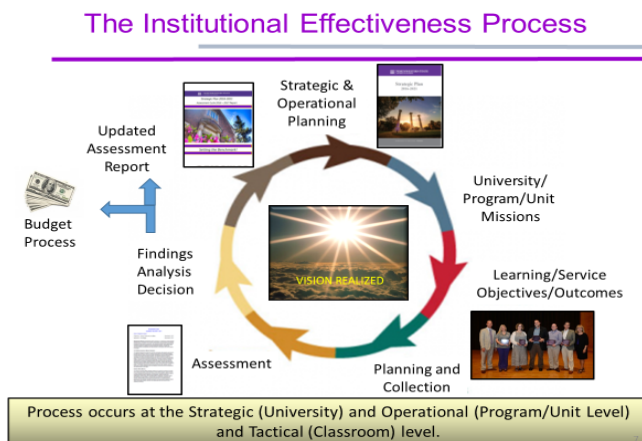 The Institutional Effectiveness Process
Strategic &
Operational
Planning
Strategic Plan
Updated
Assessment
Report
University/
Program/Unit
Missions
Budget
Process
VISION REALIZED
Findings
Analysis
Decision
Learning/Service
Objectives/Outcomes
Assessment
Planning and
Collection
Process occurs at the Strategic (University) and Operational (Program/Unit Level)
and Tactical (Classroom) level.